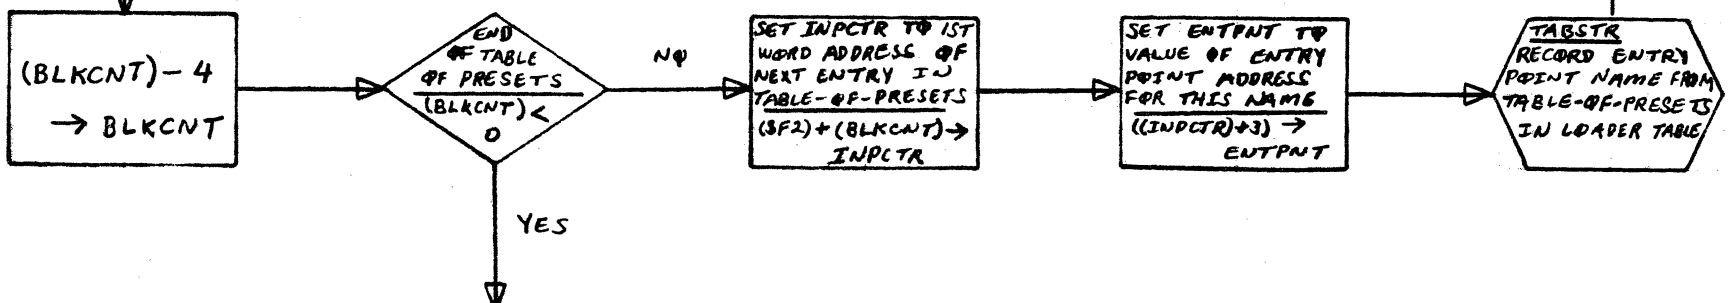 (BLKCNT) - 4
→ BLKCNT
END
OF TABLE
OF PRESETS
(BLKCNT) <
0
NO
YES
SET INPCTR TO 1ST
WORD ADDRESS OF
NEXT ENTRY IN
TABLE-OF-PRESETS
($F2) + (BLKCNT) →
INPCTR
SET ENTPNT TO
VALUE OF ENTRY
POINT ADDRESS
FOR THIS NAME
((INPCTR)+3) →
ENTPNT
TABSTR
RECORD ENTRY
POINT NAME FROM
TABLE-OF-PRESETS
IN LOADER TABLE